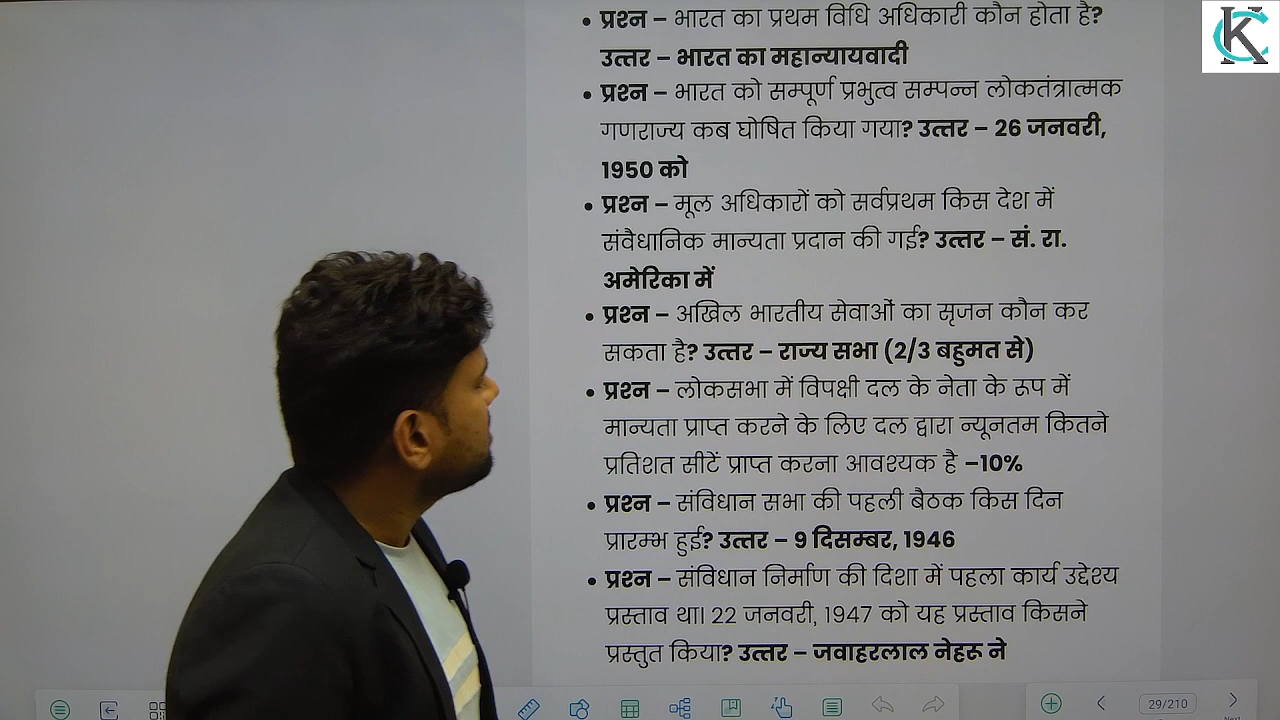 KC
• प्रश्न – भारत का प्रथम विधि अधिकारी कौन होता है?
उत्तर – भारत का महान्यायवादी
• प्रश्न – भारत को सम्पूर्ण प्रभुत्व सम्पन्न लोकतंत्रात्मक
गणराज्य कब घोषित किया गया? उत्तर – 26 जनवरी,
1950 को
• प्रश्न – मूल अधिकारों को सर्वप्रथम किस देश में
संवैधानिक मान्यता प्रदान की गई? उत्तर – सं. रा.
अमेरिका में
• प्रश्न – अखिल भारतीय सेवाओं का सृजन कौन कर
सकता है? उत्तर – राज्य सभा (2/3 बहुमत से)
• प्रश्न – लोकसभा में विपक्षी दल के नेता के रूप में
मान्यता प्राप्त करने के लिए दल द्वारा न्यूनतम कितने
प्रतिशत सीटें प्राप्त करना आवश्यक है –10%
• प्रश्न – संविधान सभा की पहली बैठक किस दिन
प्रारम्भ हुई? उत्तर – 9 दिसम्बर, 1946
• प्रश्न – संविधान निर्माण की दिशा में पहला कार्य उद्देश्य
प्रस्ताव था। 22 जनवरी, 1947 को यह प्रस्ताव किसने
प्रस्तुत किया? उत्तर – जवाहरलाल नेहरू ने
29/210
Next